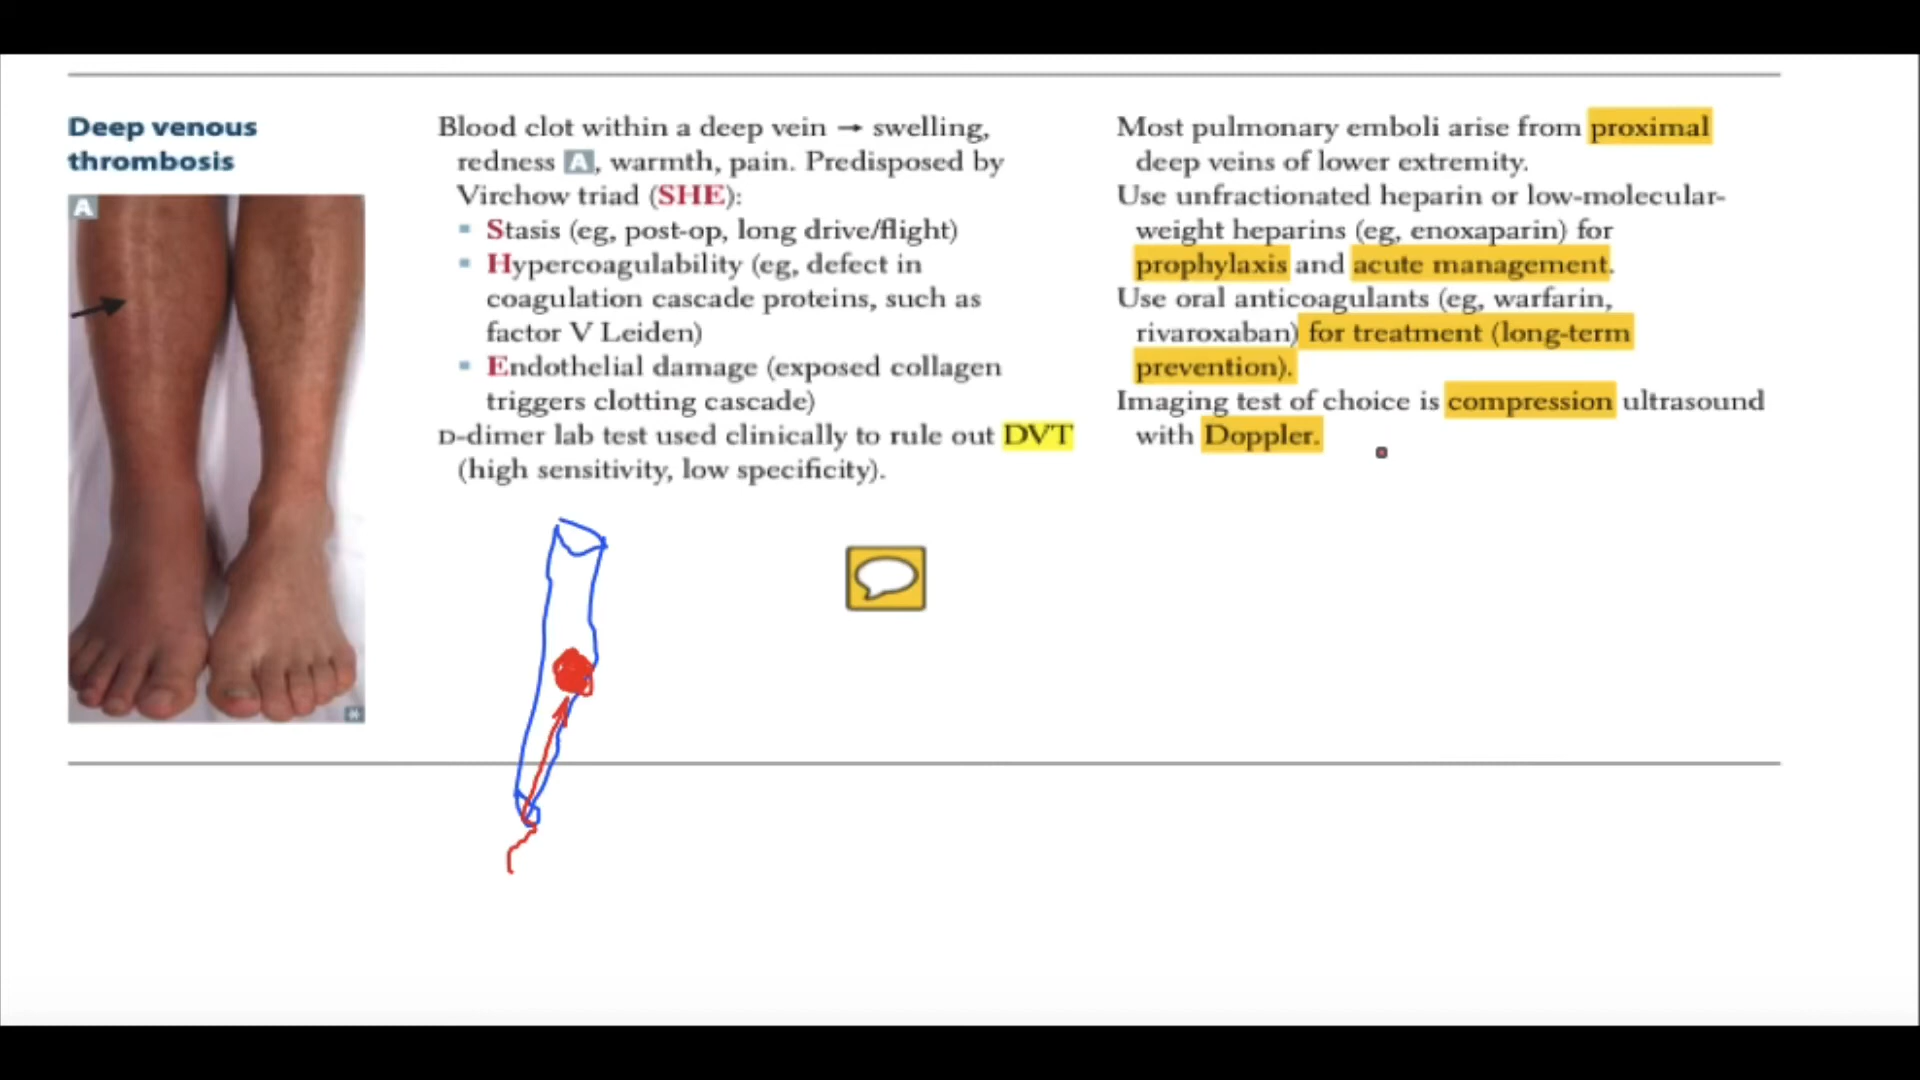 Deep venous
thrombosis
A
Blood clot within a deep vein → swelling,
redness A, warmth, pain. Predisposed by
Virchow triad (SHE):
▪ Stasis (eg, post-op, long drive/flight)
▪ Hypercoagulability (eg, defect in
coagulation cascade proteins, such as
factor V Leiden)
▪ Endothelial damage (exposed collagen
triggers clotting cascade)
D-dimer lab test used clinically to rule out DVT
(high sensitivity, low specificity).
Most pulmonary emboli arise from proximal
deep veins of lower extremity.
Use unfractionated heparin or low-molecular-
weight heparins (eg, enoxaparin) for
prophylaxis and acute management.
Use oral anticoagulants (eg, warfarin,
rivaroxaban) for treatment (long-term
prevention).
Imaging test of choice is compression ultrasound
with Doppler.